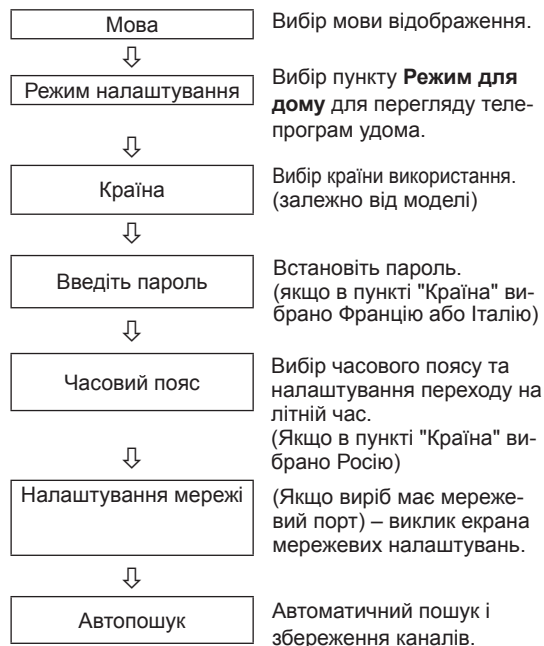 Мова
Вибір мови відображення.
⇩
Режим налаштування
Вибір пункту Режим для
дому для перегляду теле-
програм удома.
⇩
Країна
Вибір країни використання.
(залежно від моделі)
⇩
Введіть пароль
Встановіть пароль.
(якщо в пункті "Країна" ви-
брано Францію або Італію)
⇩
Часовий пояс
Вибір часового поясу та
налаштування переходу на
літній час.
(Якщо в пункті "Країна" ви-
брано Росію)
⇩
Налаштування мережі
(Якщо виріб має мереже-
вий порт) – виклик екрана
мережевих налаштувань.
⇩
Автопошук
Автоматичний пошук і
збереження каналів.